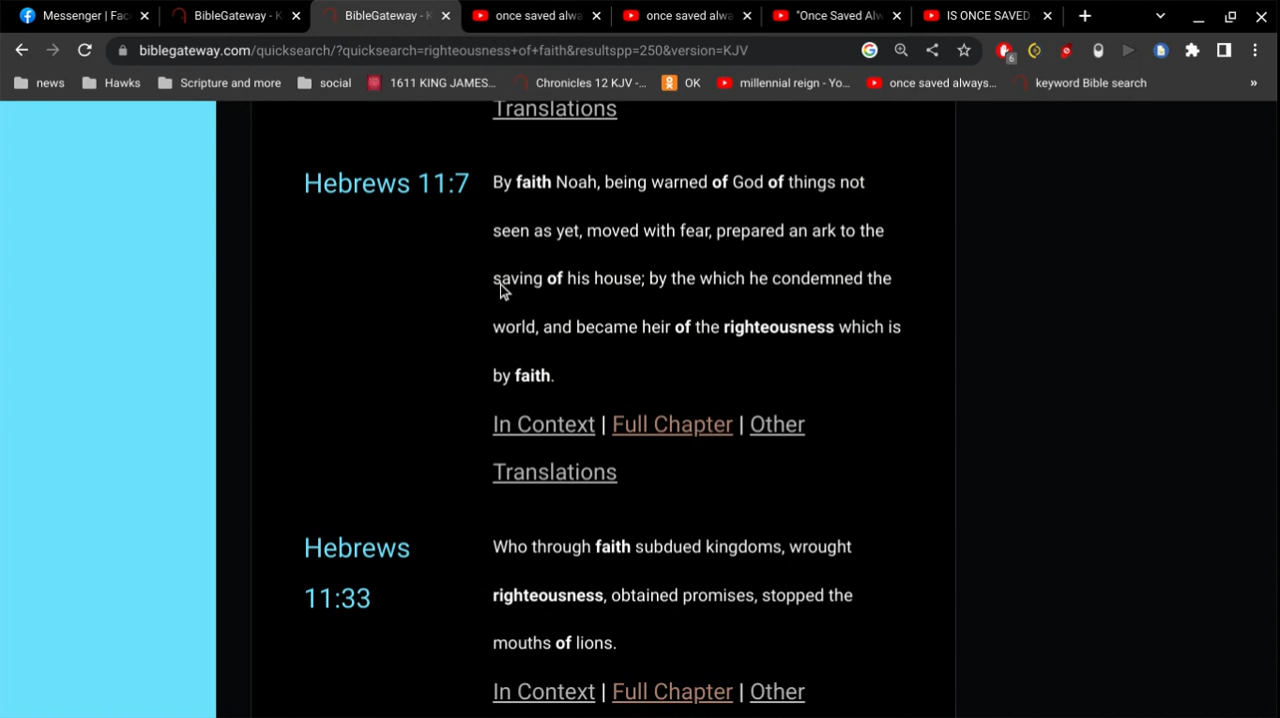 Messenger | Fac
BibleGateway - K
BibleGateway - K
once saved alwa
once saved alwa
"Once Saved Alw
IS ONCE SAVED
biblegateway.com/quicksearch/?quicksearch=righteousness+of+faith&resultspp=250&version=KJV
6
news
Hawks
Scripture and more
social
1611 KING JAMES...
Chronicles 12 KJV -...
OK
millennial reign - Yo...
once saved always...
keyword Bible search
»
Translations
Hebrews 11:7
By faith Noah, being warned of God of things not
seen as yet, moved with fear, prepared an ark to the
saving of his house; by the which he condemned the
world, and became heir of the righteousness which is
by faith.
In Context | Full Chapter | Other
Translations
Hebrews
11:33
Who through faith subdued kingdoms, wrought
righteousness, obtained promises, stopped the
mouths of lions.
In Context | Full Chapter | Other